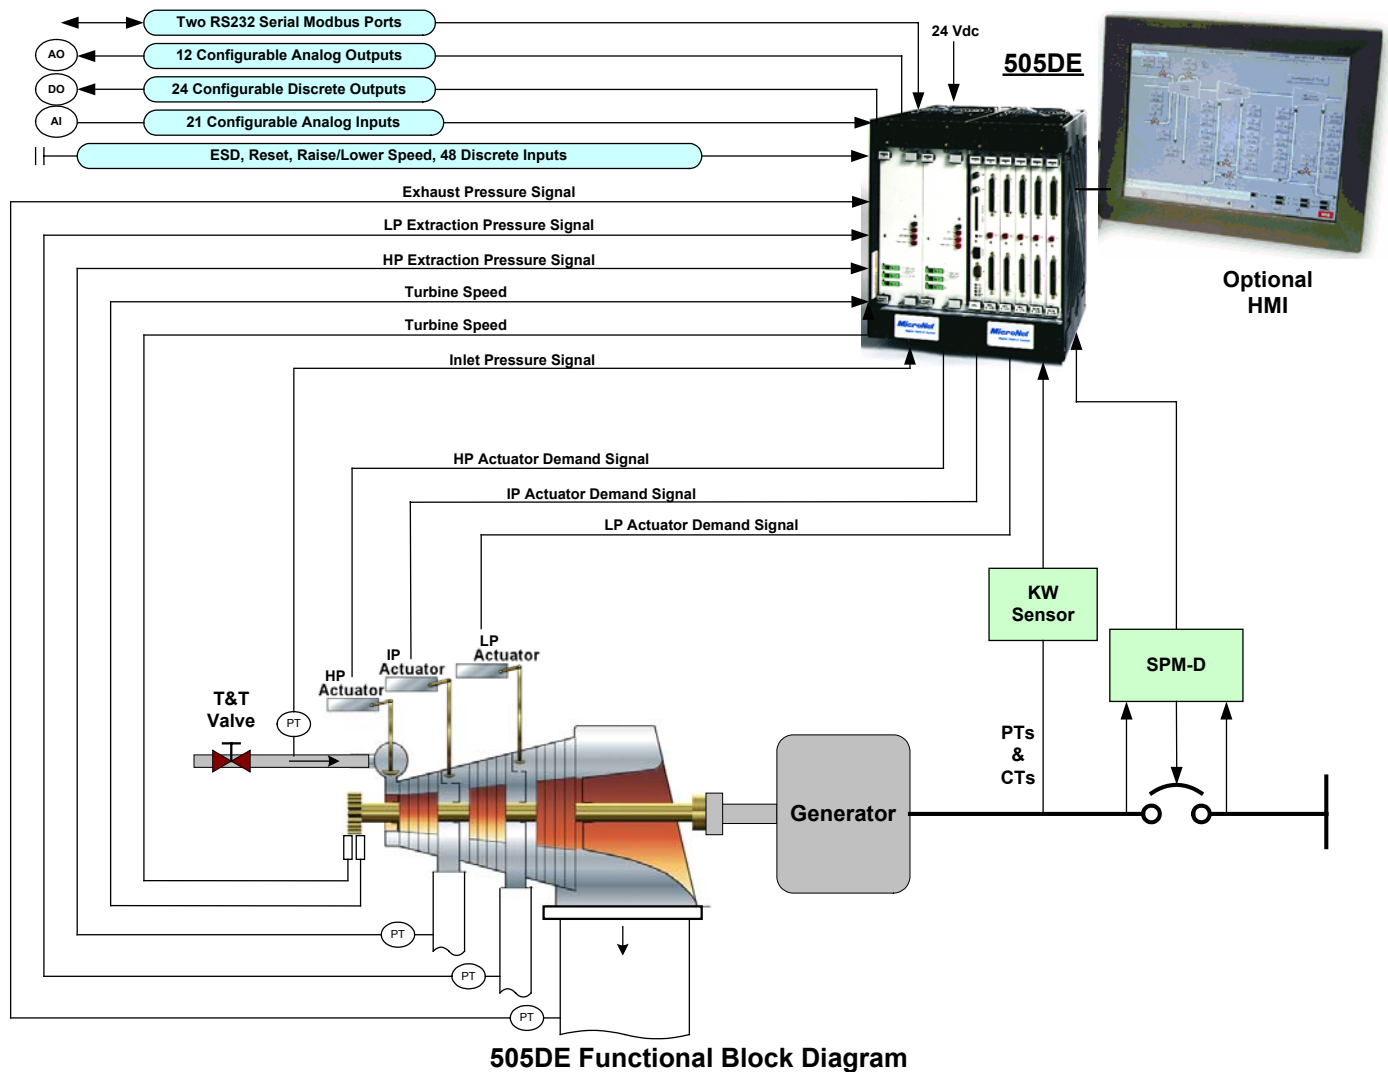 Two RS232 Serial Modbus Ports
24 Vdc
AO
12 Configurable Analog Outputs
505DE
DO
24 Configurable Discrete Outputs
AI
21 Configurable Analog Inputs
ESD, Reset, Raise/Lower Speed, 48 Discrete Inputs
Exhaust Pressure Signal
LP Extraction Pressure Signal
HP Extraction Pressure Signal
Optional
HMI
Turbine Speed
Turbine Speed
MicroNet
MicroNet
Inlet Pressure Signal
HP Actuator Demand Signal
IP Actuator Demand Signal
LP Actuator Demand Signal
KW
Sensor
SPM-D
LP
Actuator
IP
Actuator
HP
Actuator
T&T
Valve
PT
PTs
&
CTs
Generator
PT
PT
PT
505DE Functional Block Diagram